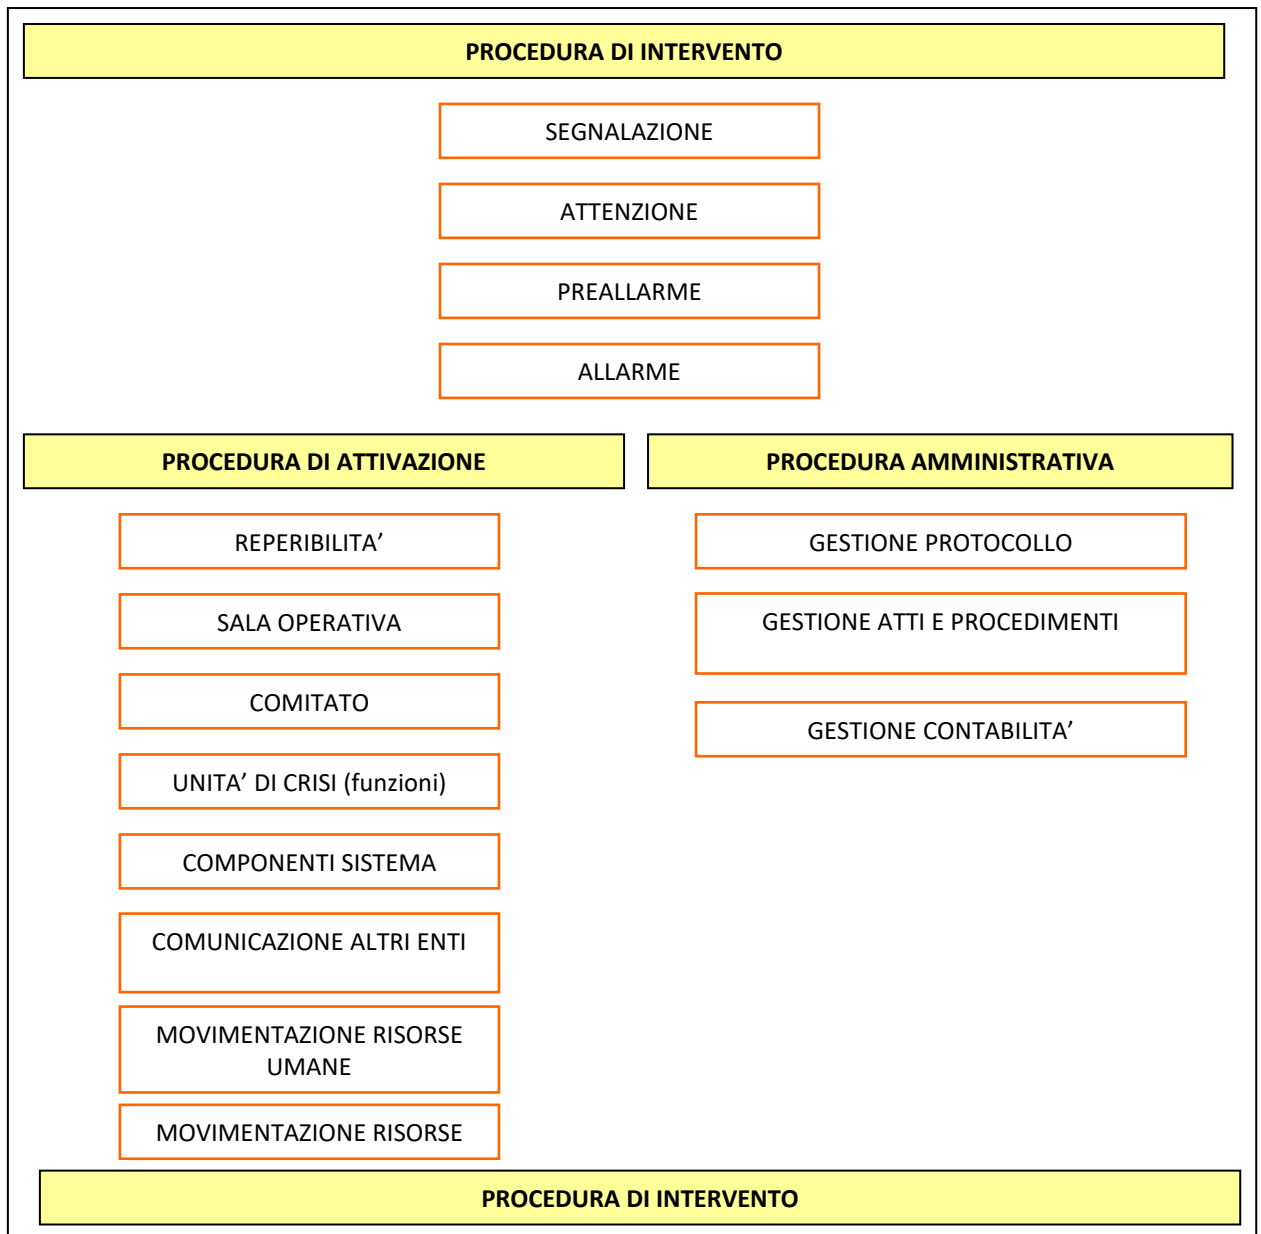 PROCEDURA DI INTERVENTO
SEGNALAZIONE
ATTENZIONE
PREALLARME
ALLARME
PROCEDURA DI ATTIVAZIONE
REPERIBILITA’
SALA OPERATIVA
COMITATO
UNITA’ DI CRISI (funzioni)
COMPONENTI SISTEMA
COMUNICAZIONE ALTRI ENTI
MOVIMENTAZIONE RISORSE
UMANE
MOVIMENTAZIONE RISORSE
PROCEDURA AMMINISTRATIVA
GESTIONE PROTOCOLLO
GESTIONE ATTI E PROCEDIMENTI
GESTIONE CONTABILITA’
PROCEDURA DI INTERVENTO